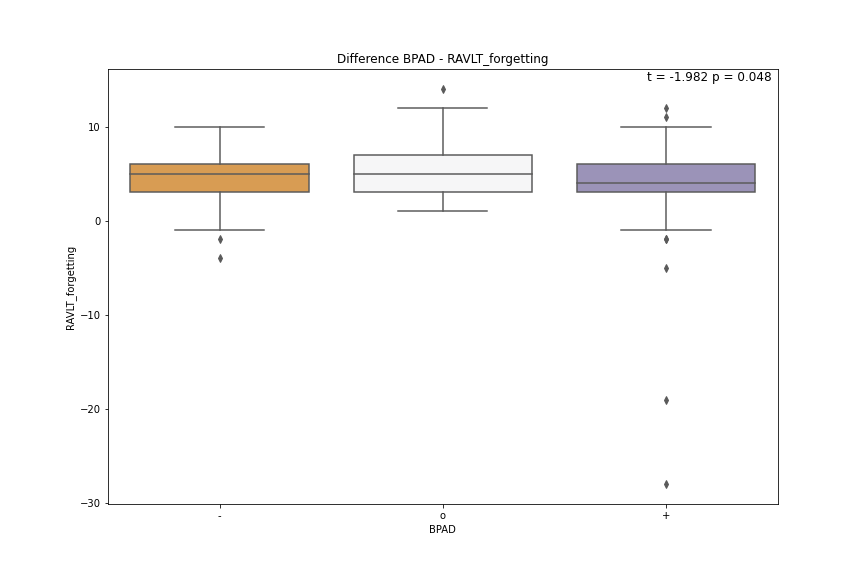 Difference BPAD - RAVLT_forgetting
t = -1.982 p = 0.048
10
0
−10
−20
−30
RAVLT_forgetting
-
o
+
BPAD